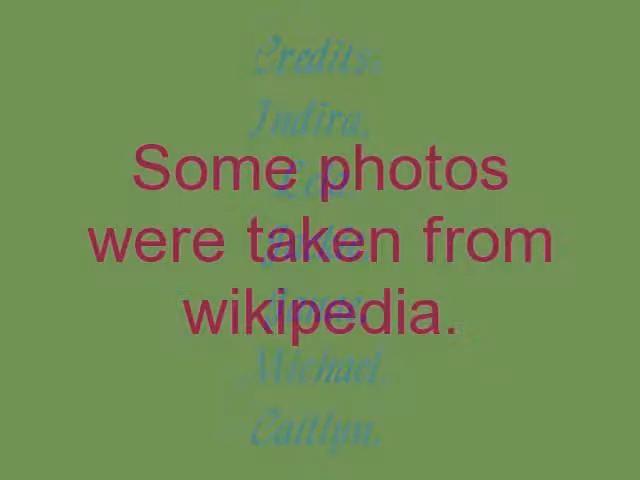 Credits:
Indira,
Some photos
were taken from
wikipedia.
Michael,
Caitlyn.